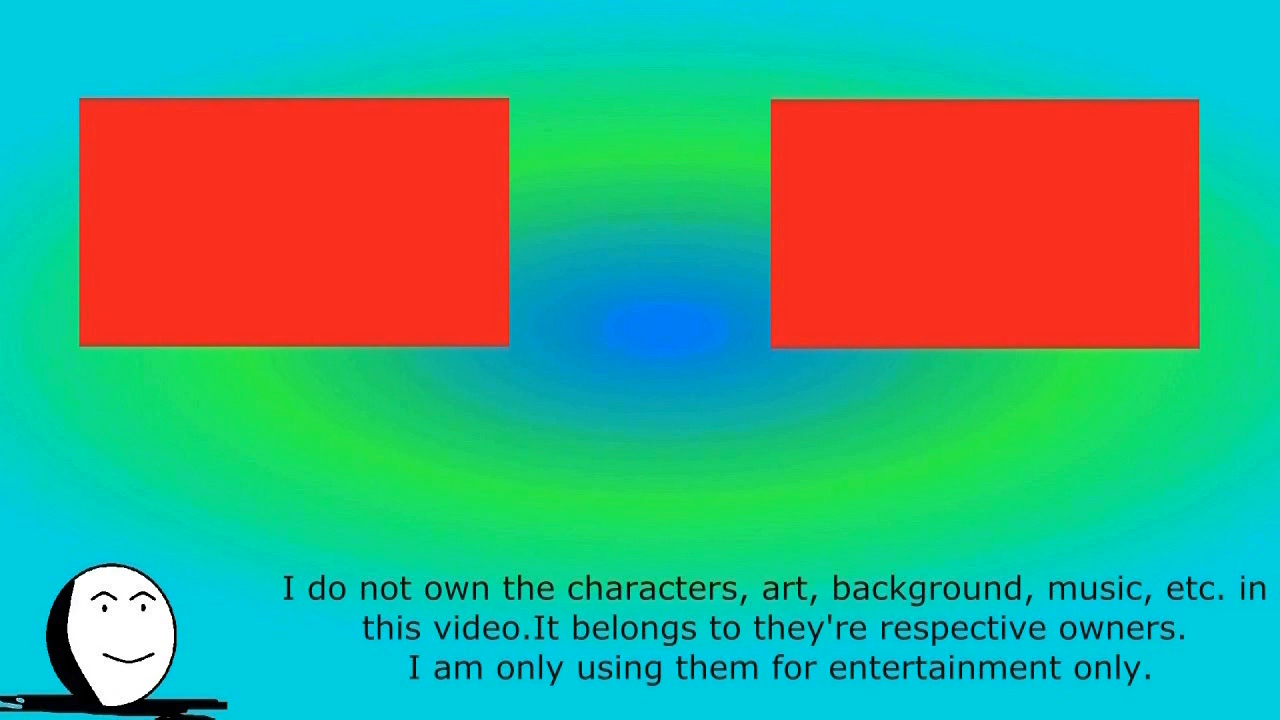 I do not own the characters, art, background, music, etc. in
this video.It belongs to they're respective owners.
I am only using them for entertainment only.